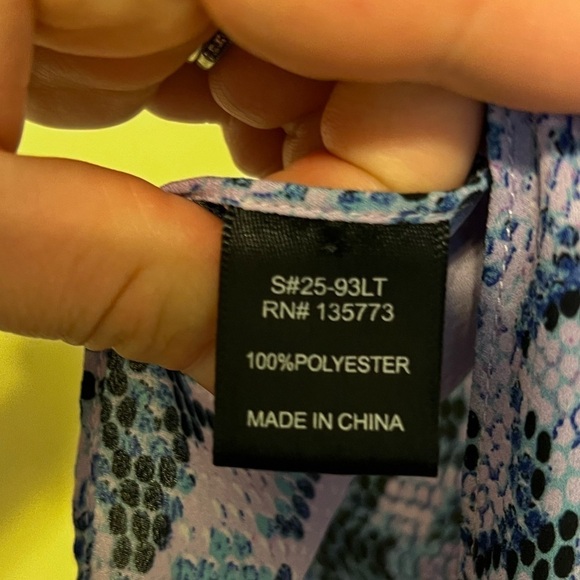 S#25-93LT
RN# 135773
100%POLYESTER
MADE IN CHINA